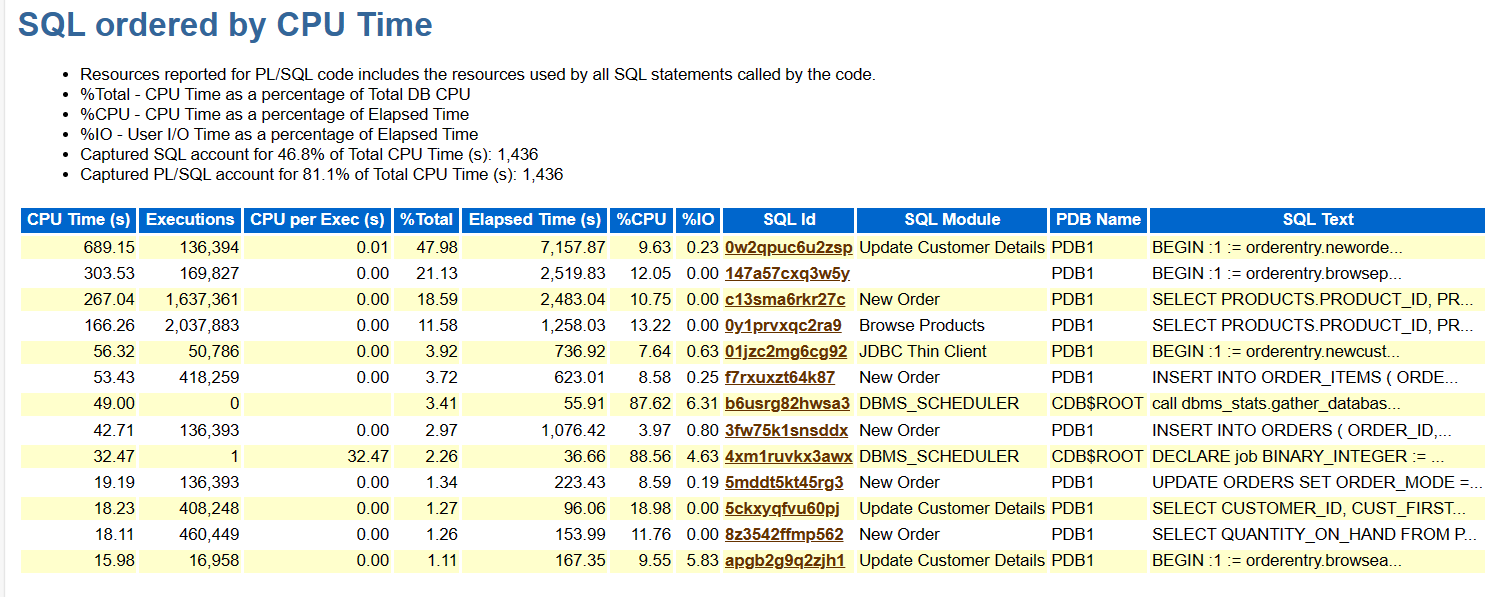 SQL ordered by CPU Time
• Resources reported for PL/SQL code includes the resources used by all SQL statements called by the code.
• %Total - CPU Time as a percentage of Total DB CPU
• %CPU - CPU Time as a percentage of Elapsed Time
• %IO - User I/O Time as a percentage of Elapsed Time
• Captured SQL account for 46.8% of Total CPU Time (s): 1,436
• Captured PL/SQL account for 81.1% of Total CPU Time (s): 1,436
CPU Time (s) Executions CPU per Exec (s) %Total Elapsed Time (s) %CPU %IO SQL Id SQL Module PDB Name SQL Text
689.15 136,394 0.01 47.98 7,157.87 9.63 0.23 0w2qpuc6u2zsp Update Customer Details PDB1 BEGIN :1 := orderentry.neworde...
303.53 169,827 0.00 21.13 2,519.83 12.05 0.00 147a57cxq3w5y PDB1 BEGIN :1 := orderentry.browsep...
267.04 1,637,361 0.00 18.59 2,483.04 10.75 0.00 c13sma6rkr27c New Order PDB1 SELECT PRODUCTS.PRODUCT_ID, PR...
166.26 2,037,883 0.00 11.58 1,258.03 13.22 0.00 0y1prvxqc2ra9 Browse Products PDB1 SELECT PRODUCTS.PRODUCT_ID, PR...
56.32 50,786 0.00 3.92 736.92 7.64 0.63 01jzc2mg6cg92 JDBC Thin Client PDB1 BEGIN :1 := orderentry.newcust...
53.43 418,259 0.00 3.72 623.01 8.58 0.25 f7rxuxzt64k87 New Order PDB1 INSERT INTO ORDER_ITEMS ( ORDE...
49.00 0 3.41 55.91 87.62 6.31 b6usrg82hwsa3 DBMS_SCHEDULER CDB$ROOT call dbms_stats.gather_databas...
42.71 136,393 0.00 2.97 1,076.42 3.97 0.80 3fw75k1snsddx New Order PDB1 INSERT INTO ORDERS ( ORDER_ID,...
32.47 1 32.47 2.26 36.66 88.56 4.63 4xm1ruvkx3awx DBMS_SCHEDULER CDB$ROOT DECLARE job BINARY_INTEGER := ...
19.19 136,393 0.00 1.34 223.43 8.59 0.19 5mddt5kt45rg3 New Order PDB1 UPDATE ORDERS SET ORDER_MODE =...
18.23 408,248 0.00 1.27 96.06 18.98 0.00 5ckxyqfvu60pj Update Customer Details PDB1 SELECT CUSTOMER_ID, CUST_FIRST...
18.11 460,449 0.00 1.26 153.99 11.76 0.00 8z3542ffmp562 New Order PDB1 SELECT QUANTITY_ON_HAND FROM P...
15.98 16,958 0.00 1.11 167.35 9.55 5.83 apgb2g9q2zjh1 Update Customer Details PDB1 BEGIN :1 := orderentry.browsea...